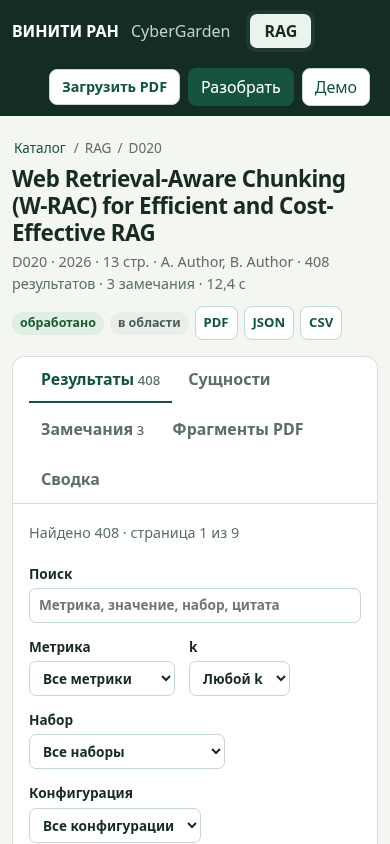 ВИНИТИ РАН CyberGarden RAG
Загрузить PDF Разобрать Демо
Каталог / RAG / D020
Web Retrieval-Aware Chunking
(W-RAC) for Efficient and Cost-
Effective RAG
D020 · 2026 · 13 стр. · A. Author, B. Author · 408
результатов · 3 замечания · 12,4 с
обработано в области PDF JSON CSV
Результаты 408 Сущности
Замечания 3 Фрагменты PDF
Сводка
Найдено 408 · страница 1 из 9
Поиск
Метрика, значение, набор, цитата
Метрика k
Все метрики Любой k
Набор
Все наборы
Конфигурация
Все конфигурации